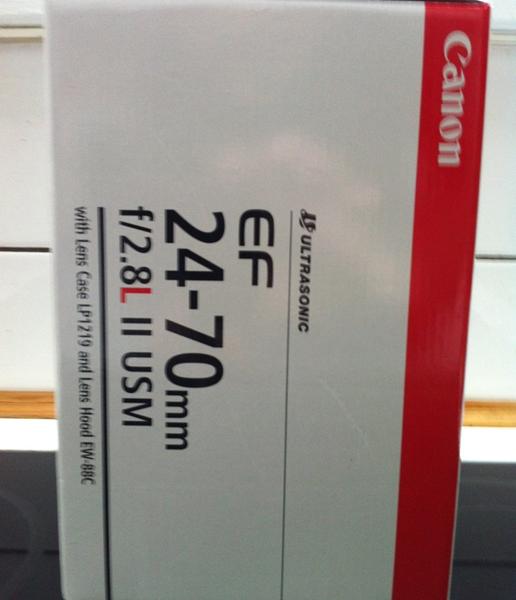 Canon
ULTRASONIC
EF
24-70mm
f/2.8L II USM
with Lens Case LP1219 and Lens Hood EW-88C